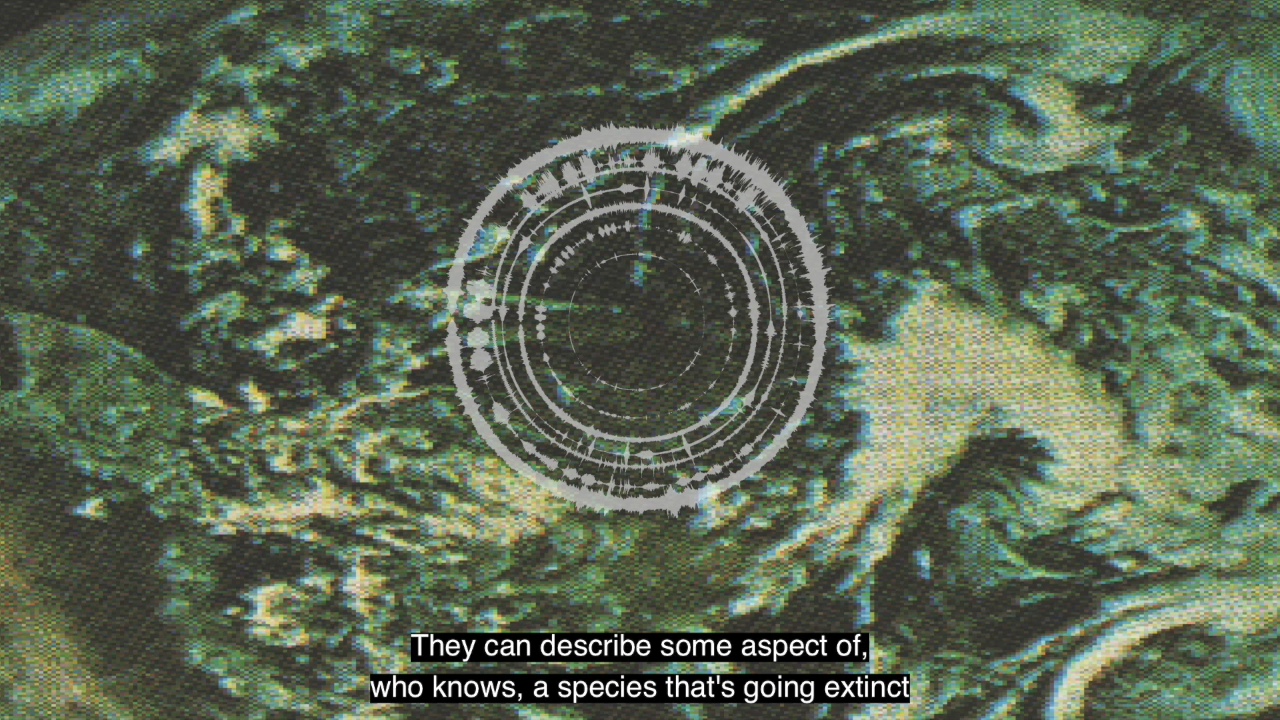 They can describe some aspect of,
who knows, a species that's going extinct